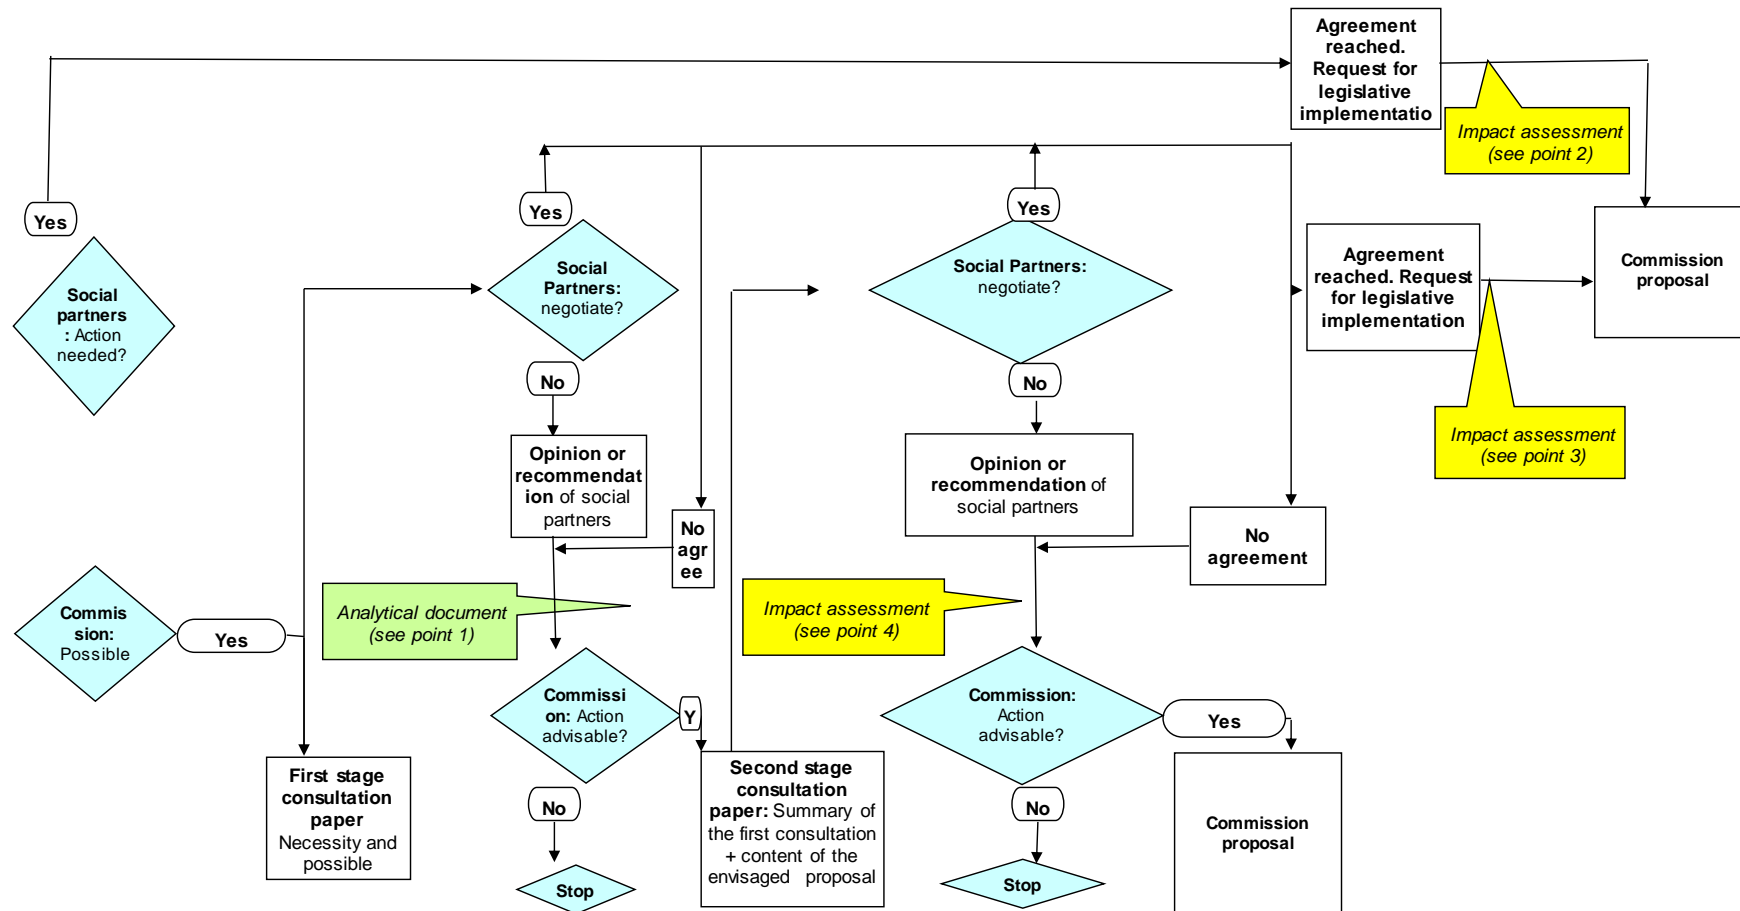 Agreement
reached.
Request for
legislative
implementatio
Impact assessment
(see point 2)
Yes
Yes
Yes
Social
partners
: Action
needed?
Social
Partners:
negotiate?
Social Partners:
negotiate?
Agreement
reached. Request
for legislative
implementation
Commission
proposal
No
No
Impact assessment
(see point 3)
Opinion or
recommendat
ion of social
partners
No
agr
ee
Opinion or
recommendation of
social partners
No
agreement
Commis
sion:
Possible
Yes
Analytical document
(see point 1)
Impact assessment
(see point 4)
Commissi
on: Action
advisable?
Y
Commission:
Action
advisable?
Yes
First stage
consultation
paper
Necessity and
possible
No
Second stage
consultation
paper: Summary of
the first consultation
+ content of the
envisaged proposal
No
Commission
proposal
Stop
Stop